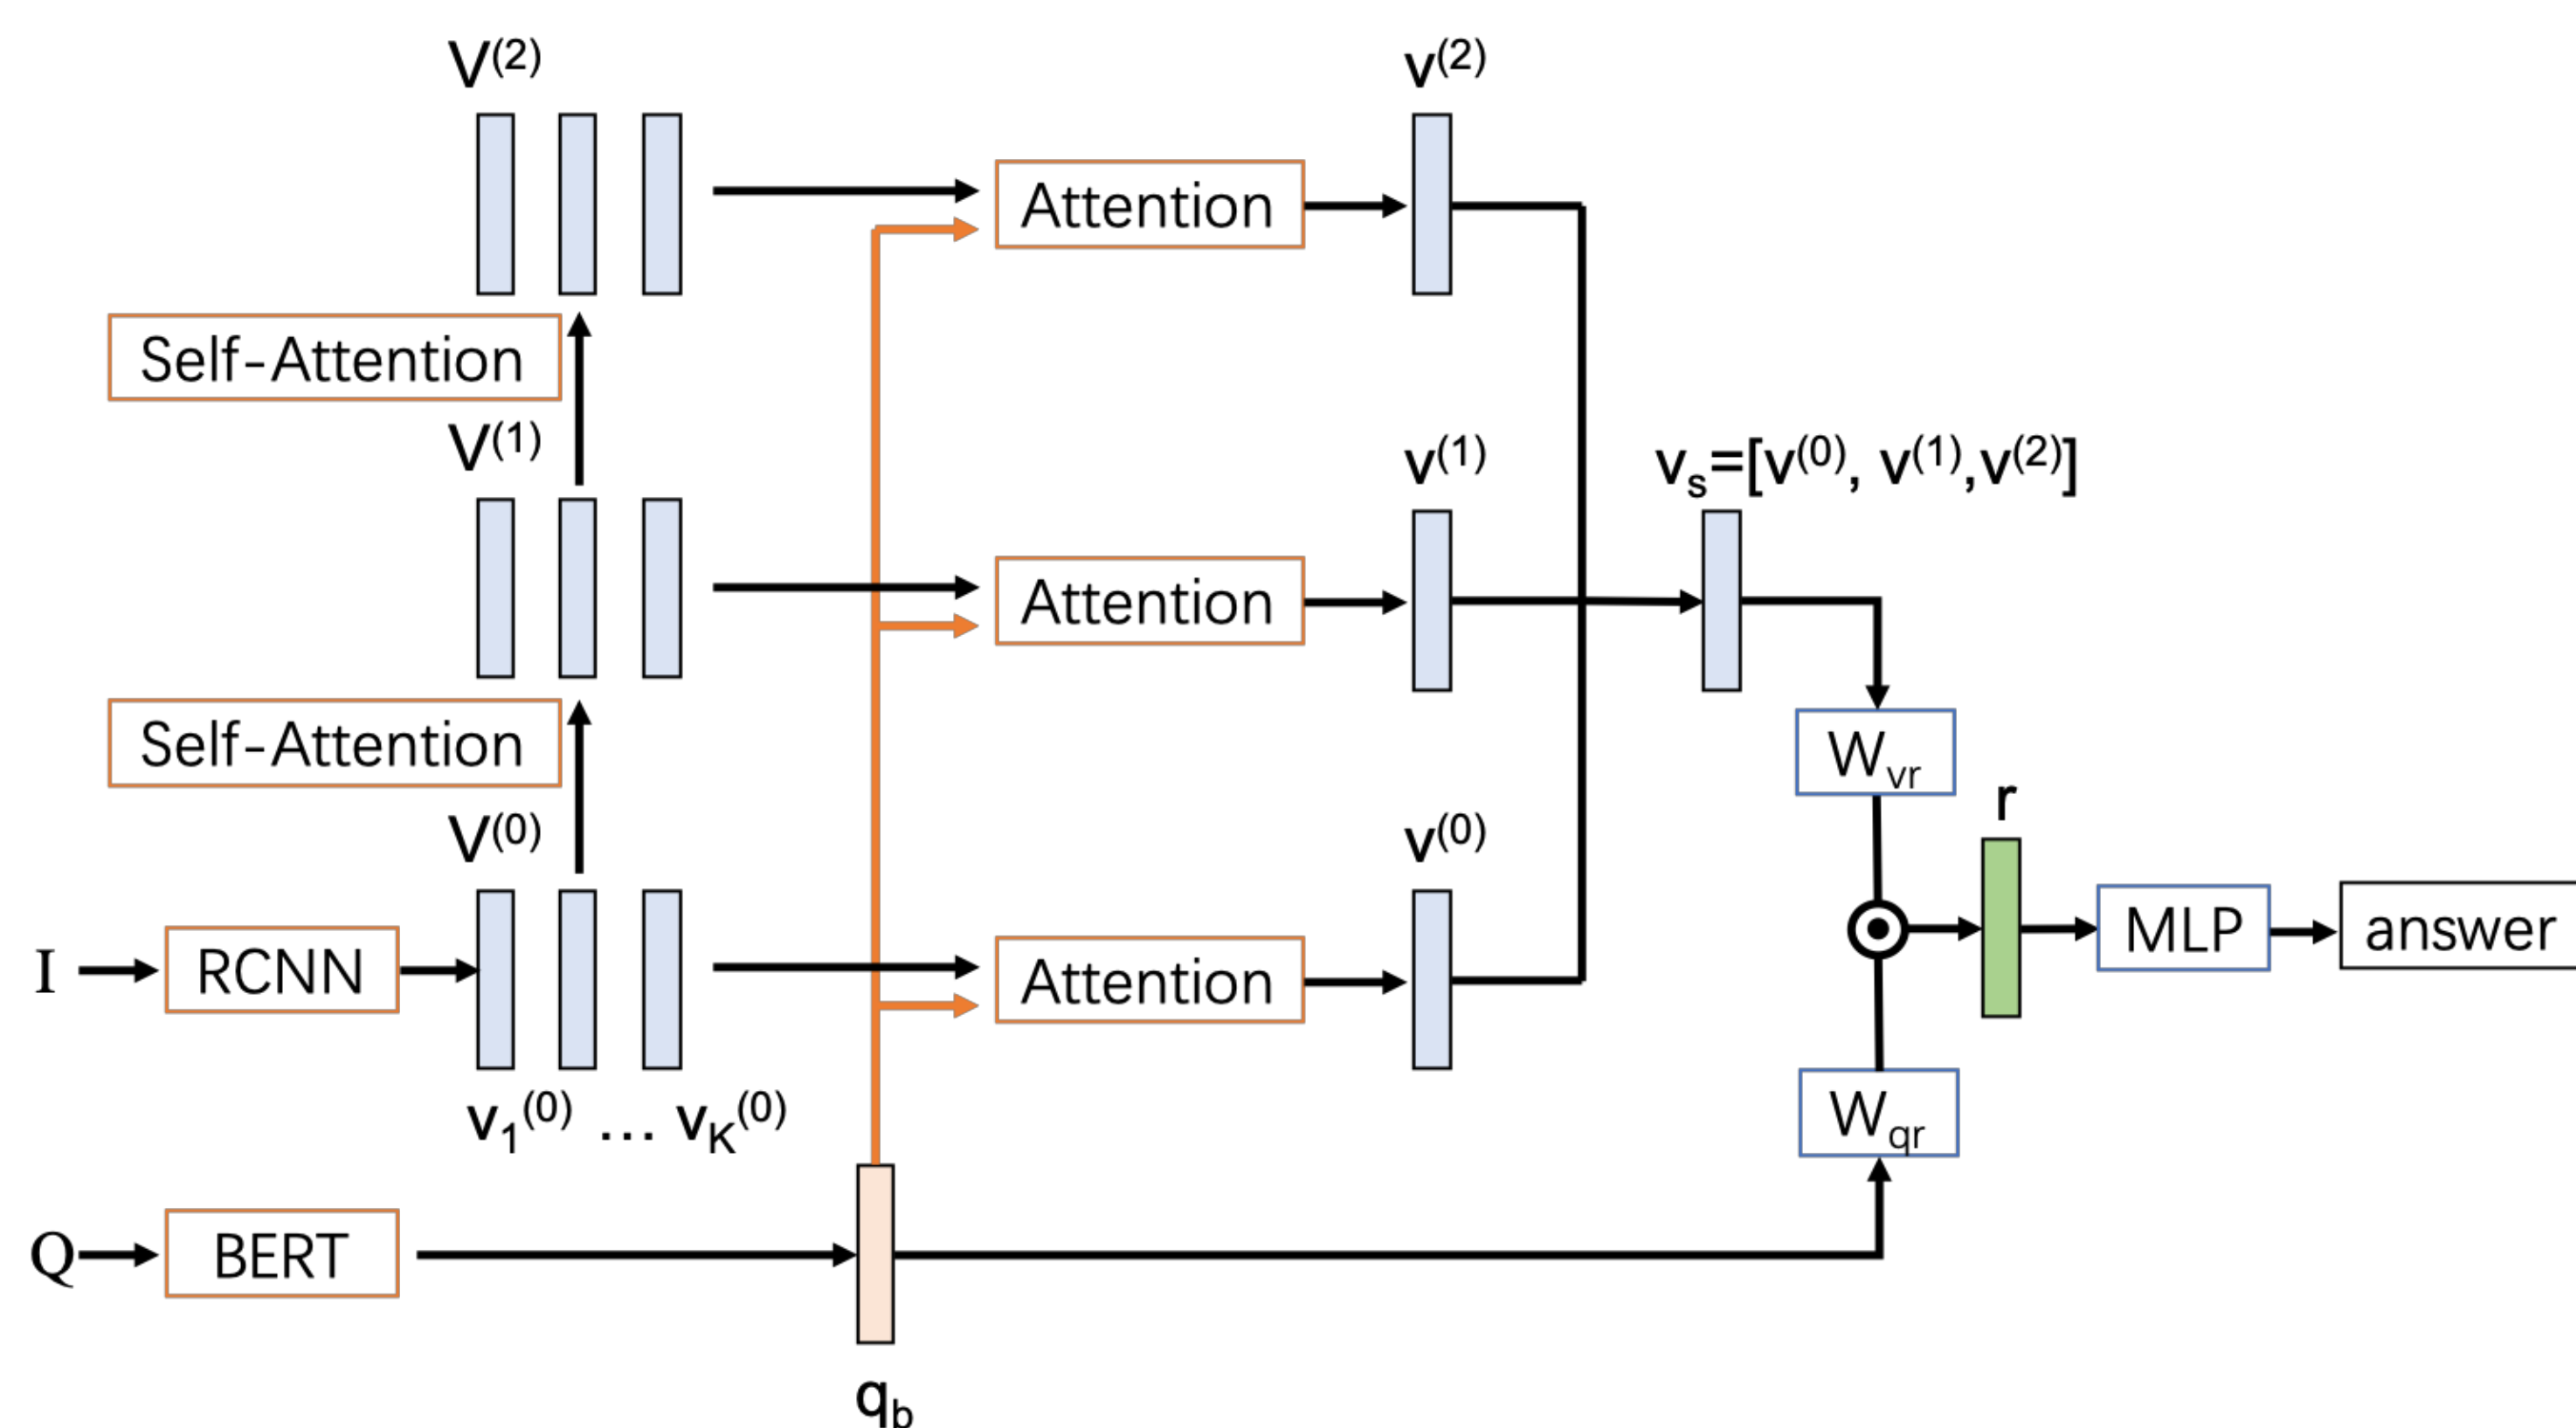 V(2)
v(2)
Attention
Self-Attention
V(1)
v(1)
vs=[v(0), v(1),v(2)]
Attention
Self-Attention
Wvr
r
V(0)
v(0)
I
RCNN
Attention
MLP
answer
v1(0) ... vK(0)
Wqr
Q
BERT
qb